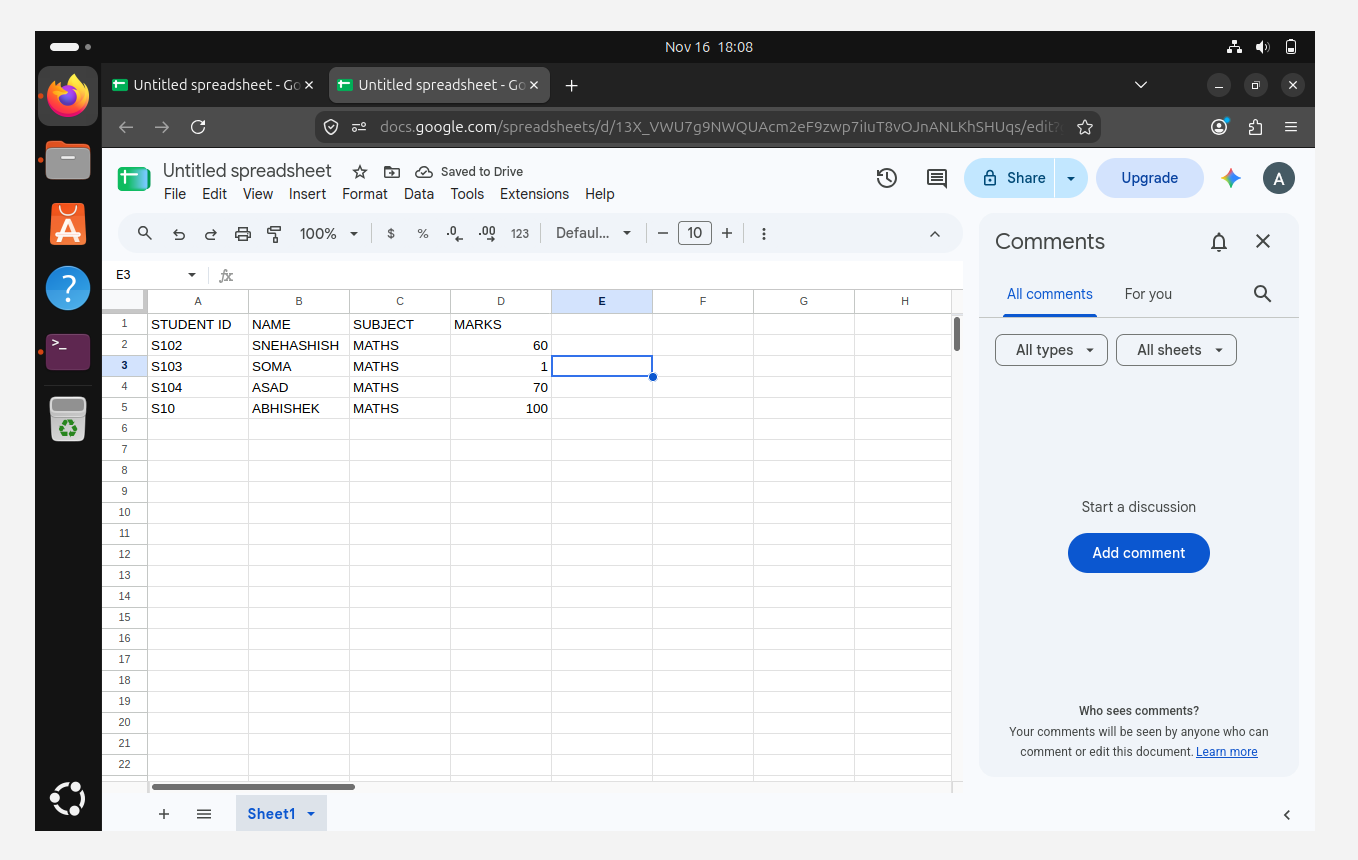 Nov 16 18:08
Untitled spreadsheet - Go
Untitled spreadsheet - Go
docs.google.com/spreadsheets/d/13X_VWU7g9NWQUAcm2eF9zwp7iIuT8vOJnANLKhSHUqs/edit?
Untitled spreadsheet
Saved to Drive
File Edit View Insert Format Data Tools Extensions Help
Share
Upgrade
A
100%
$ % .0 .00 123 Defaul... 10
E3
fx
A B C D E F G H
1 STUDENT ID NAME SUBJECT MARKS
2 S102 SNEHASHISH MATHS 60
3 S103 SOMA MATHS 1
4 S104 ASAD MATHS 70
5 S10 ABHISHEK MATHS 100
6
7
8
9
10
11
12
13
14
15
16
17
18
19
20
21
22
Sheet1
Comments
All comments For you
All types All sheets
Start a discussion
Add comment
Who sees comments?
Your comments will be seen by anyone who can
comment or edit this document. Learn more